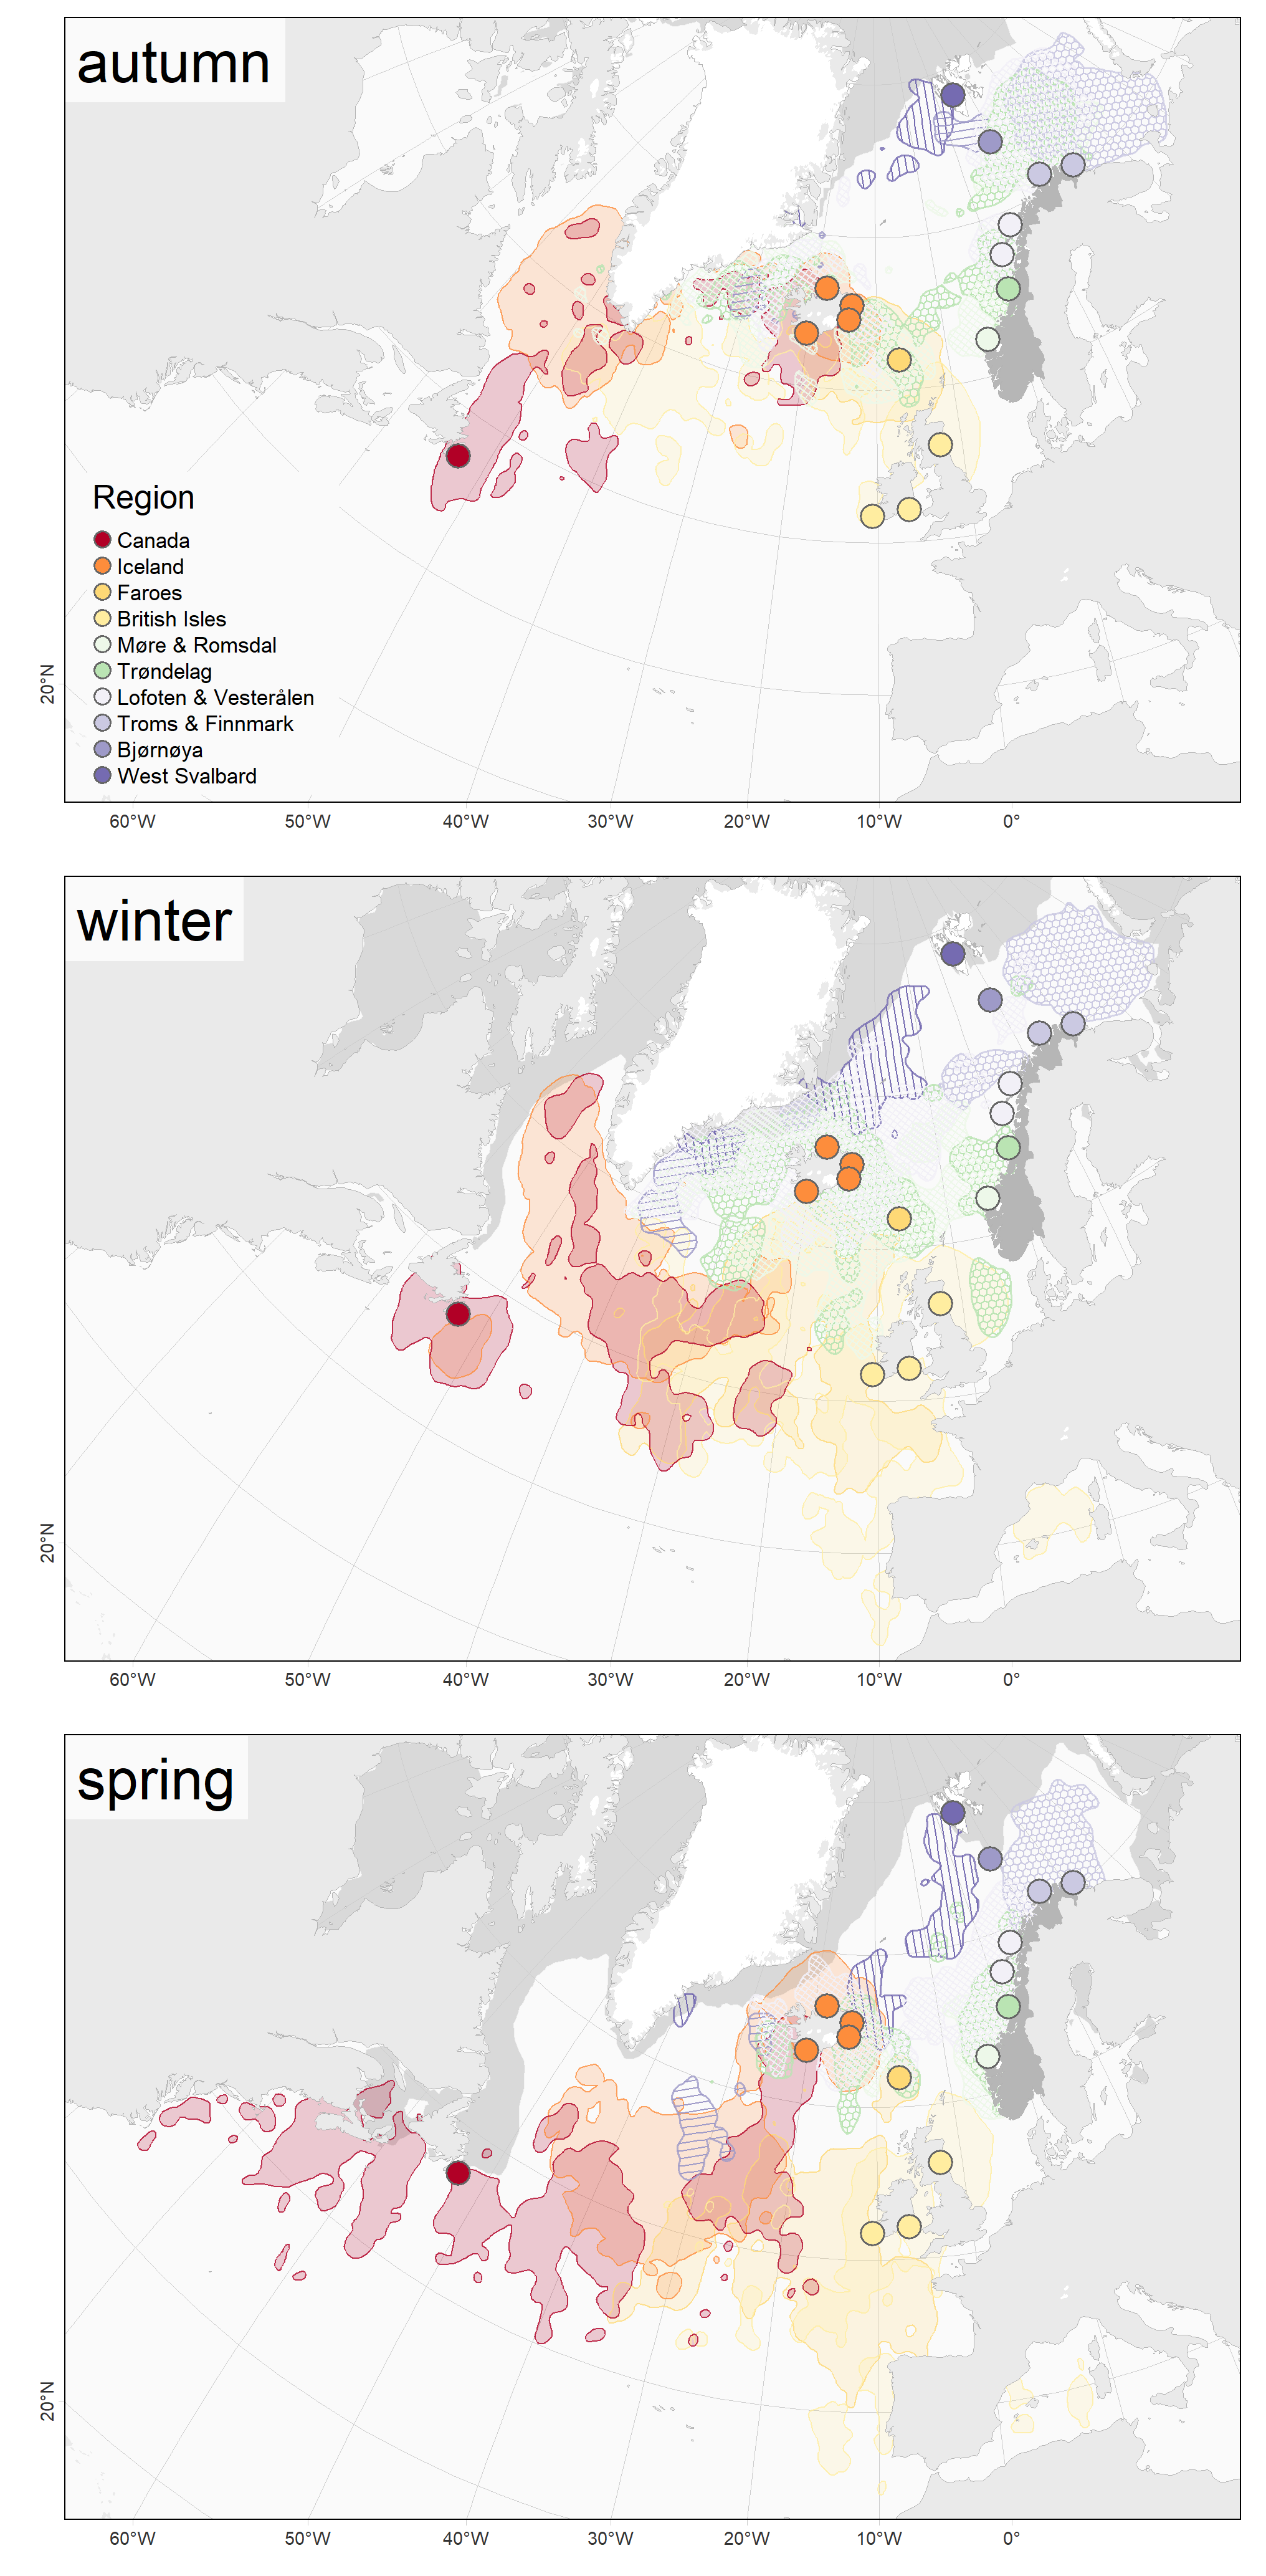 autumn
Region
Canada
Iceland
Faroes
British Isles
Møre & Romsdal
Trøndelag
Lofoten & Vesterålen
Troms & Finnmark
Bjørnøya
West Svalbard
20°N
60°W 50°W 40°W 30°W 20°W 10°W 0°
winter
20°N
60°W 50°W 40°W 30°W 20°W 10°W 0°
spring
20°N
60°W 50°W 40°W 30°W 20°W 10°W 0°